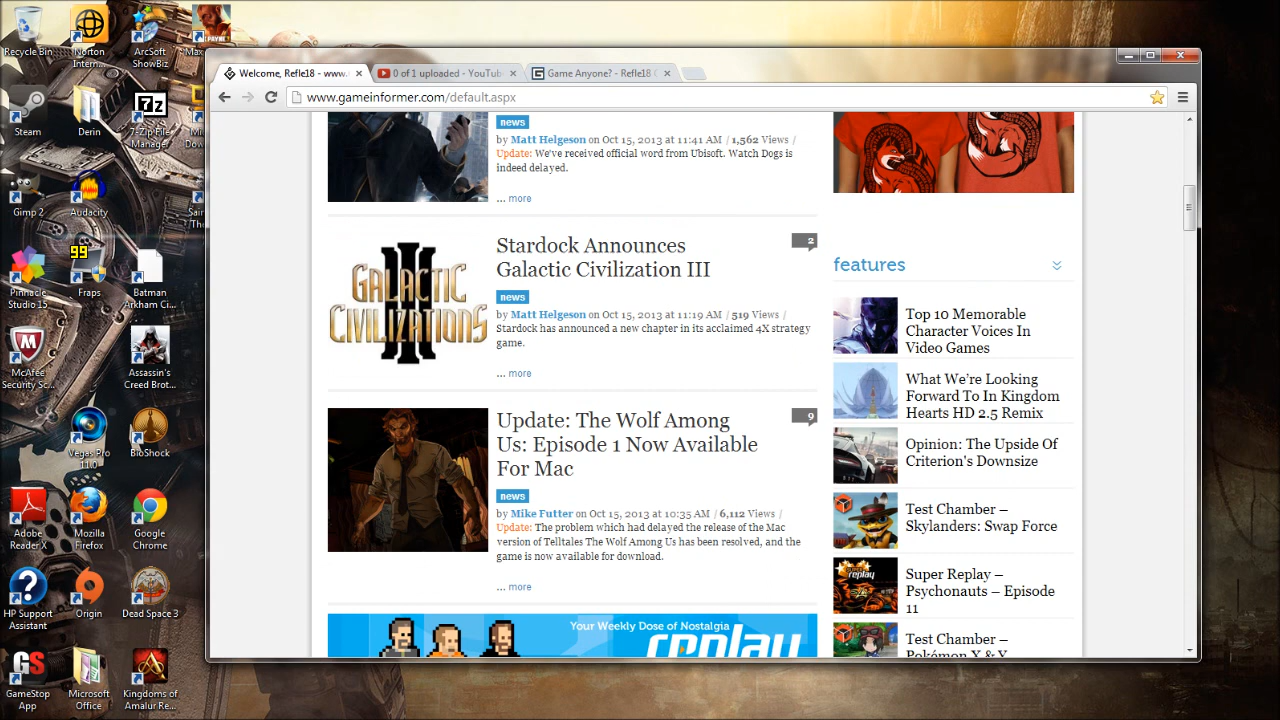 Recycle Bin
Norton
Intern...
ArcSoft
ShowBiz
Steam
Derin
7-Zip File
Manager
Gimp 2
Audacity
99
Pinnacle
Studio 15
Fraps
Batman
Arkham Ci...
McAfee
Security Sc...
Assassin's
Creed Brot...
Vegas Pro
11.0
BioShock
Adobe
Reader X
Mozilla
Firefox
Google
Chrome
HP Support
Assistant
Origin
Dead Space 3
GS
GameStop
App
Microsoft
Office
Kingdoms of
Amalur Re...
Welcome, Refle18 - www.
0 of 1 uploaded - YouTub
Game Anyone? - Refle18
www.gameinformer.com/default.aspx
news
by Matt Helgeson on Oct 15, 2013 at 11:41 AM / 1,562 Views /
Update: We've received official word from Ubisoft. Watch Dogs is
indeed delayed.
... more
GALACTIC
CIVILIZATIONS
III
Stardock Announces
Galactic Civilization III
2
news
by Matt Helgeson on Oct 15, 2013 at 11:19 AM / 519 Views /
Stardock has announced a new chapter in its acclaimed 4X strategy
game.
... more
Update: The Wolf Among
Us: Episode 1 Now Available
For Mac
9
news
by Mike Futter on Oct 15, 2013 at 10:35 AM / 6,112 Views /
Update: The problem which had delayed the release of the Mac
version of Telltales The Wolf Among Us has been resolved, and the
game is now available for download.
... more
Your Weekly Dose of Nostalgia
replay
features
Top 10 Memorable
Character Voices In
Video Games
What We're Looking
Forward To In Kingdom
Hearts HD 2.5 Remix
Opinion: The Upside Of
Criterion's Downsize
Test Chamber –
Skylanders: Swap Force
replay
Super Replay –
Psychonauts – Episode
11
Test Chamber –
Pokémon X & Y